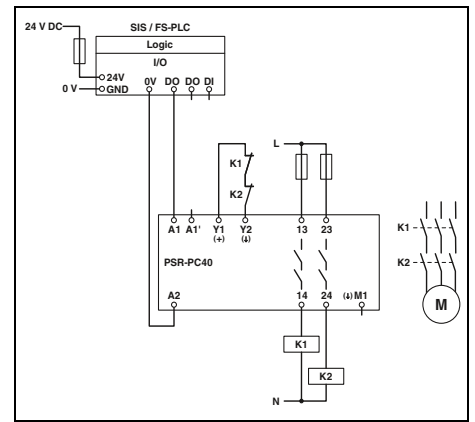 24 V DC
SIS / FS-PLC
Logic
I/O
24V
0 V
GND
0V DO DO DI
L
K1
K2
A1 A1' Y1 Y2 13 23
(+) (↓)
PSR-PC40
A2 14 24 (↓) M1
K1
K2
M
K1
K2
N